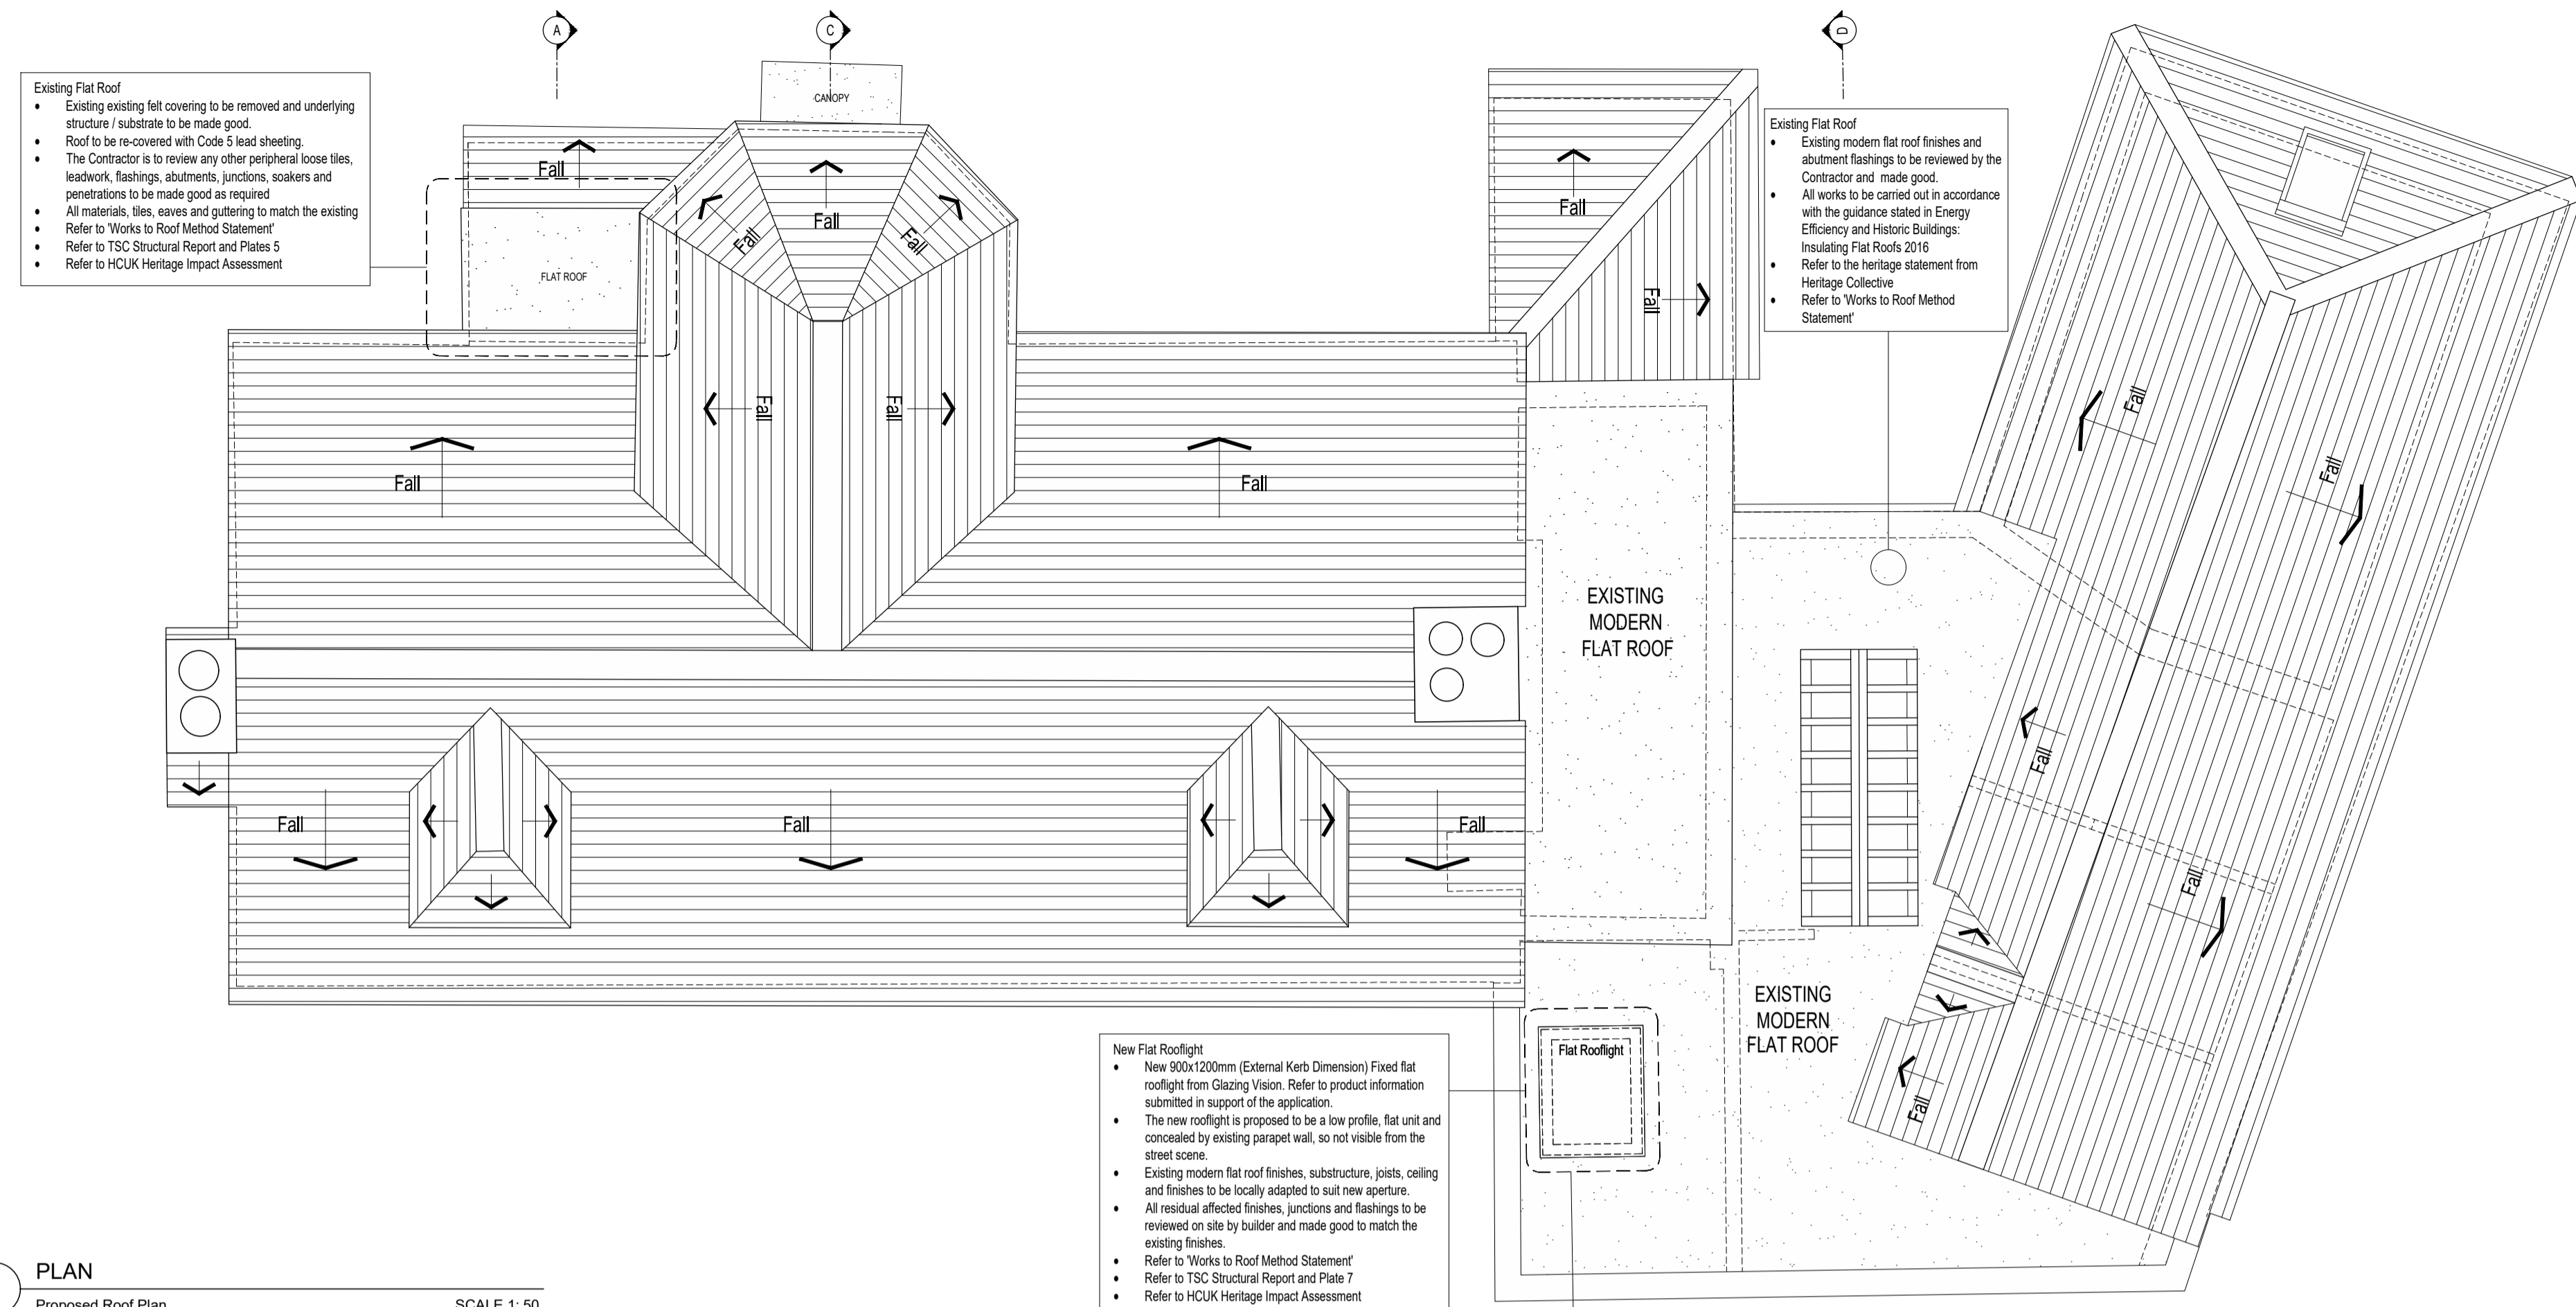 A
C
D
Existing Flat Roof
• Existing existing felt covering to be removed and underlying
structure / substrate to be made good.
• Roof to be re-covered with Code 5 lead sheeting.
• The Contractor is to review any other peripheral loose tiles,
leadwork, flashings, abutments, junctions, soakers and
penetrations to be made good as required
• All materials, tiles, eaves and guttering to match the existing
• Refer to 'Works to Roof Method Statement'
• Refer to TSC Structural Report and Plates 5
• Refer to HCUK Heritage Impact Assessment
CANOPY
Fall
Fall
Fall
Fall
FLAT ROOF
Fall
Fall
Fall
Fall
Fall
Fall
Existing Flat Roof
• Existing modern flat roof finishes and
abutment flashings to be reviewed by the
Contractor and made good.
• All works to be carried out in accordance
with the guidance stated in Energy
Efficiency and Historic Buildings:
Insulating Flat Roofs 2016
• Refer to the heritage statement from
Heritage Collective
• Refer to 'Works to Roof Method
Statement'
Fall
Fall
EXISTING
MODERN
FLAT ROOF
Fall
Fall
Fall
Fall
Fall
EXISTING
MODERN
FLAT ROOF
Fall
Flat Rooflight
New Flat Rooflight
• New 900x1200mm (External Kerb Dimension) Fixed flat
rooflight from Glazing Vision. Refer to product information
submitted in support of the application.
• The new rooflight is proposed to be a low profile, flat unit and
concealed by existing parapet wall, so not visible from the
street scene.
• Existing modern flat roof finishes, substructure, joists, ceiling
and finishes to be locally adapted to suit new aperture.
• All residual affected finishes, junctions and flashings to be
reviewed on site by builder and made good to match the
existing finishes.
• Refer to 'Works to Roof Method Statement'
• Refer to TSC Structural Report and Plate 7
• Refer to HCUK Heritage Impact Assessment
PLAN
Proposed Roof Plan
SCALE 1: 50